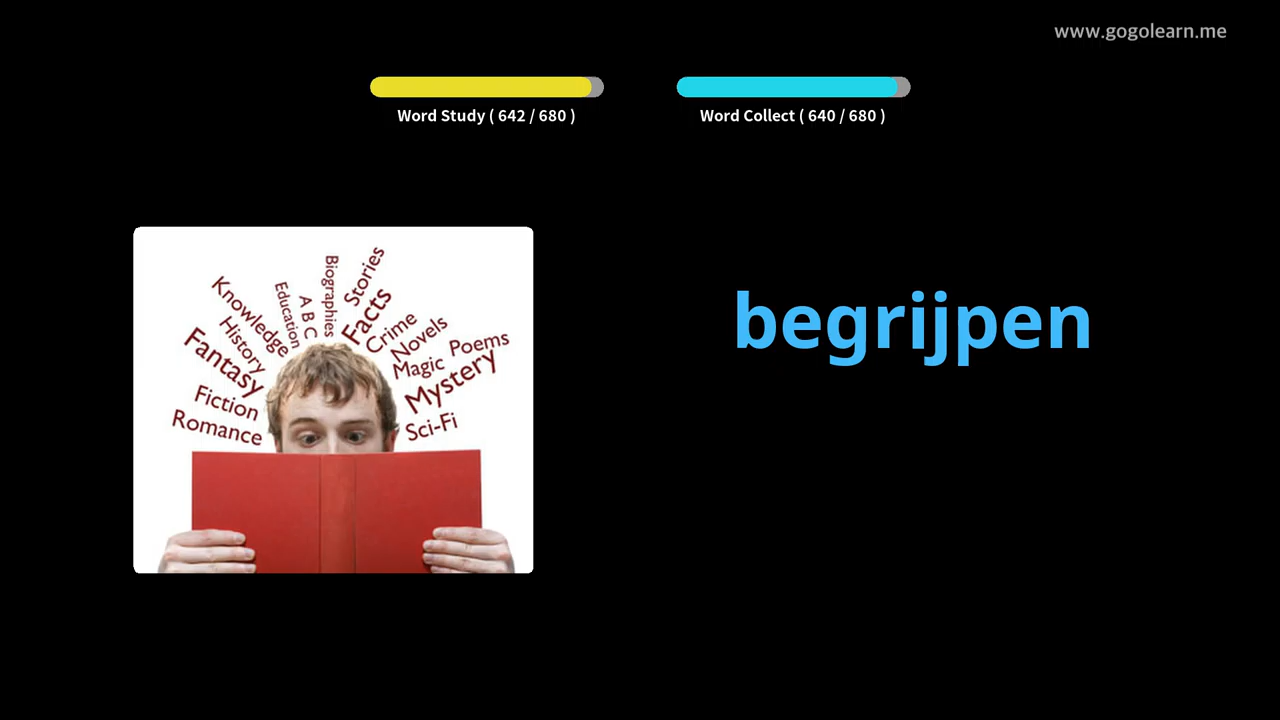 www.gogolearn.me
Word Study ( 642 / 680 )
Word Collect ( 640 / 680 )
begrijpen
Biographies
Stories
Education
A B C
Facts
Knowledge
Crime
History
Novels
Fantasy
Magic
Poems
Mystery
Fiction
Romance
Sci-Fi